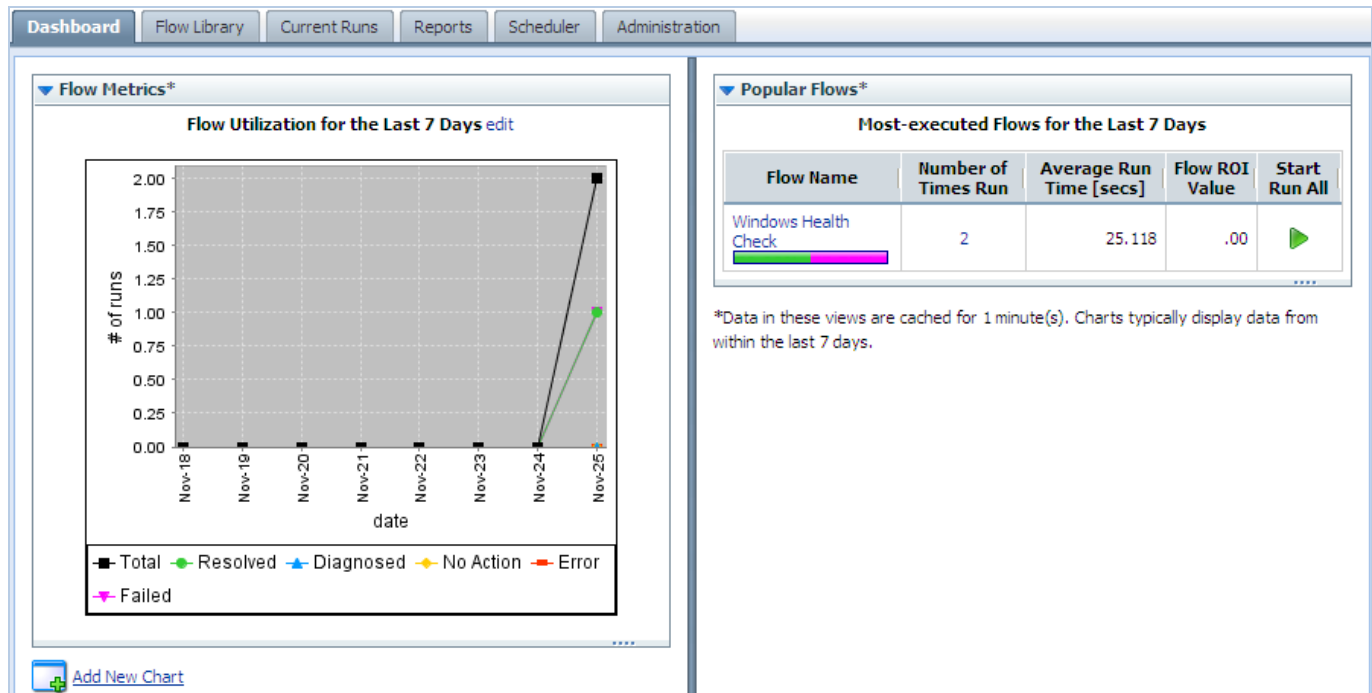 Dashboard Flow Library Current Runs Reports Scheduler Administration
Flow Metrics*
Flow Utilization for the Last 7 Days edit
2.00
1.75
1.50
1.25
1.00
0.75
0.50
0.25
0.00
# of runs
Nov-18 Nov-19 Nov-20 Nov-21 Nov-22 Nov-23 Nov-24 Nov-25
date
Total Resolved Diagnosed No Action Error
Failed
Add New Chart
Popular Flows*
Most-executed Flows for the Last 7 Days
Flow Name Number of Times Run Average Run Time [secs] Flow ROI Value Start Run All
Windows Health
Check 2 25.118 .00
*Data in these views are cached for 1 minute(s). Charts typically display data from
within the last 7 days.